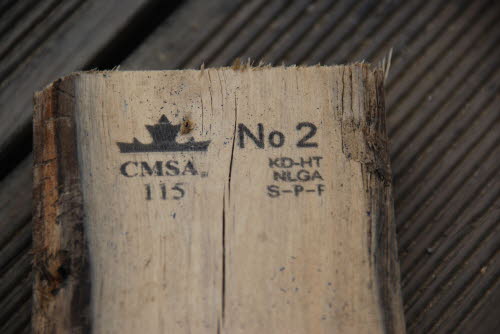 CMSA
115
No 2
KD-HT
NLGA
S-P-F